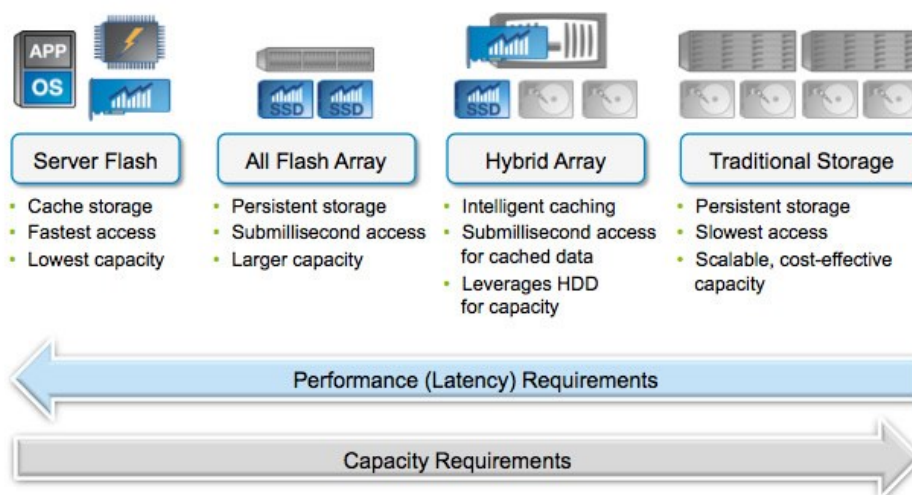 APP
OS
SSD SSD
SSD
Server Flash
Cache storage
Fastest access
Lowest capacity
All Flash Array
Persistent storage
Submillisecond access
Larger capacity
Hybrid Array
Intelligent caching
Submillisecond access
for cached data
Leverages HDD
for capacity
Traditional Storage
Persistent storage
Slowest access
Scalable, cost-effective
capacity
Performance (Latency) Requirements
Capacity Requirements